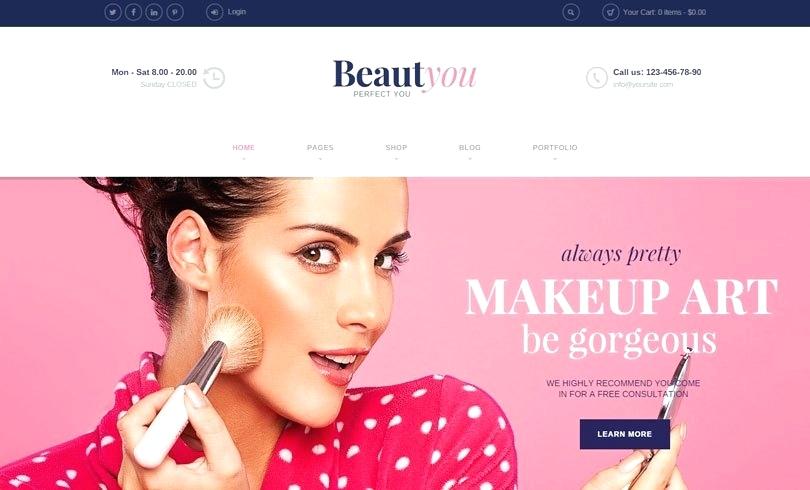 Login
Your Cart: 0 items - $0.00
Mon - Sat 8.00 - 20.00
Sunday CLOSED
Beautyou
PERFECT YOU
Call us: 123-456-78-90
info@yoursite.com
HOME
PAGES
SHOP
BLOG
PORTFOLIO
always pretty
MAKEUP ART
be gorgeous
WE HIGHLY RECOMMEND YOU COME
IN FOR A FREE CONSULTATION
LEARN MORE